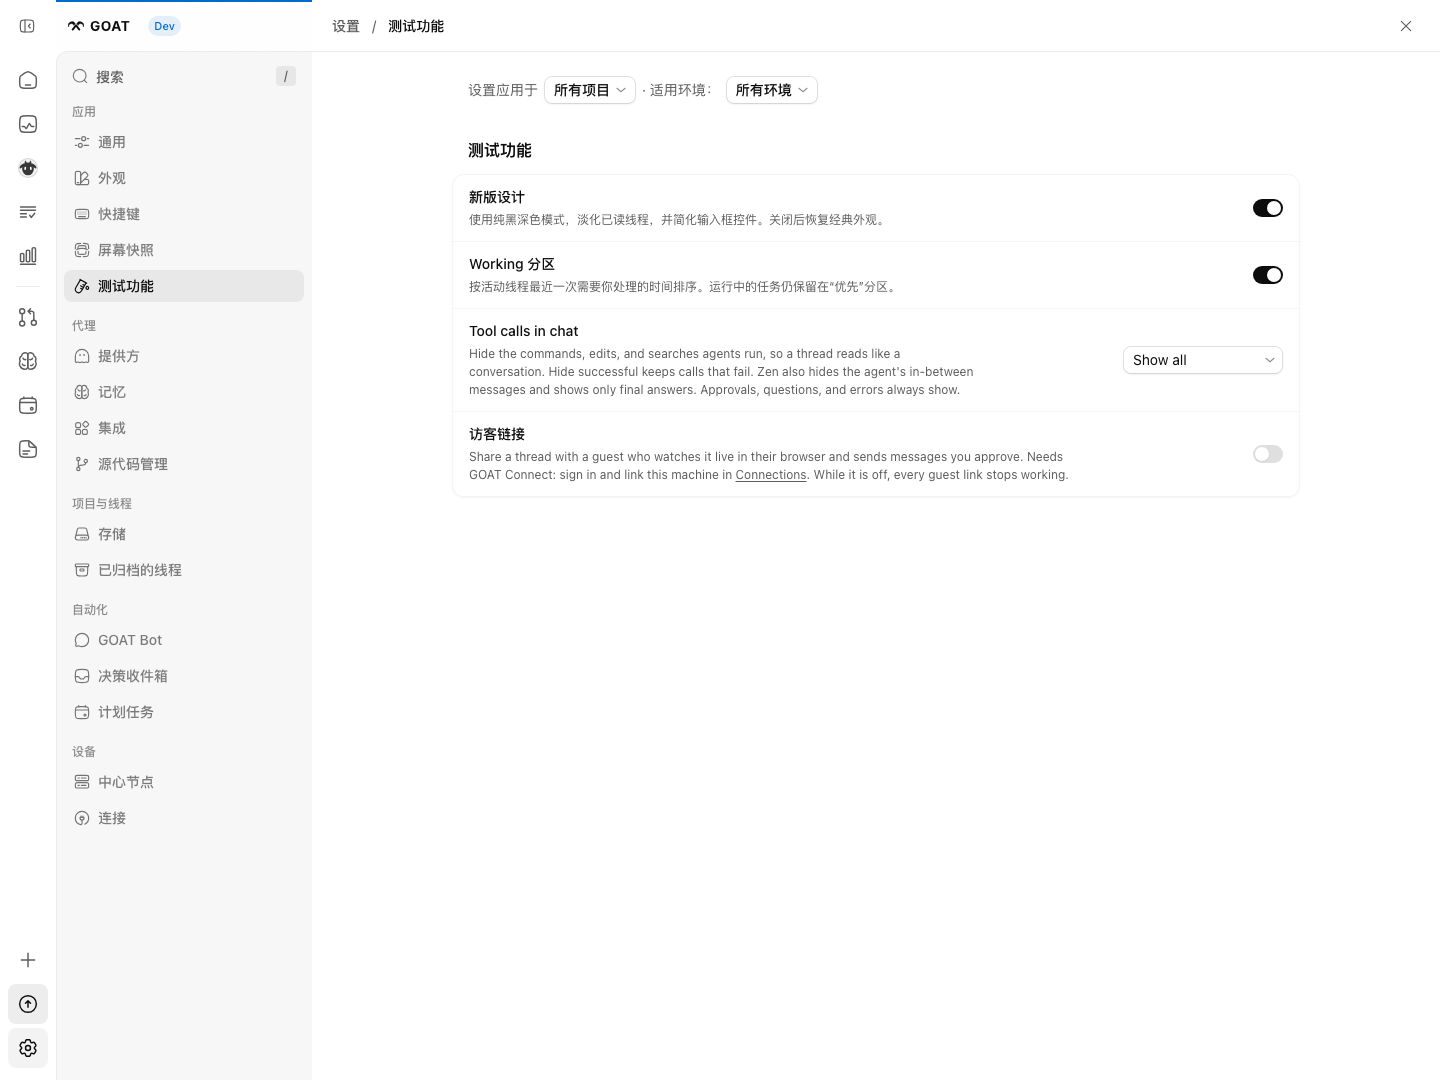 GOAT Dev
设置 / 测试功能
搜索 /
应用
通用
外观
快捷键
屏幕快照
测试功能
代理
提供方
记忆
集成
源代码管理
项目与线程
存储
已归档的线程
自动化
GOAT Bot
决策收件箱
计划任务
设备
中心节点
连接
设置应用于 所有项目 · 适用环境： 所有环境
测试功能
新版设计
使用纯黑深色模式，淡化已读线程，并简化输入框控件。关闭后恢复经典外观。
Working 分区
按活动线程最近一次需要你处理的时间排序。运行中的任务仍保留在“优先”分区。
Tool calls in chat
Hide the commands, edits, and searches agents run, so a thread reads like a
conversation. Hide successful keeps calls that fail. Zen also hides the agent's in-between
messages and shows only final answers. Approvals, questions, and errors always show.
Show all
访客链接
Share a thread with a guest who watches it live in their browser and sends messages you approve. Needs
GOAT Connect: sign in and link this machine in Connections. While it is off, every guest link stops working.